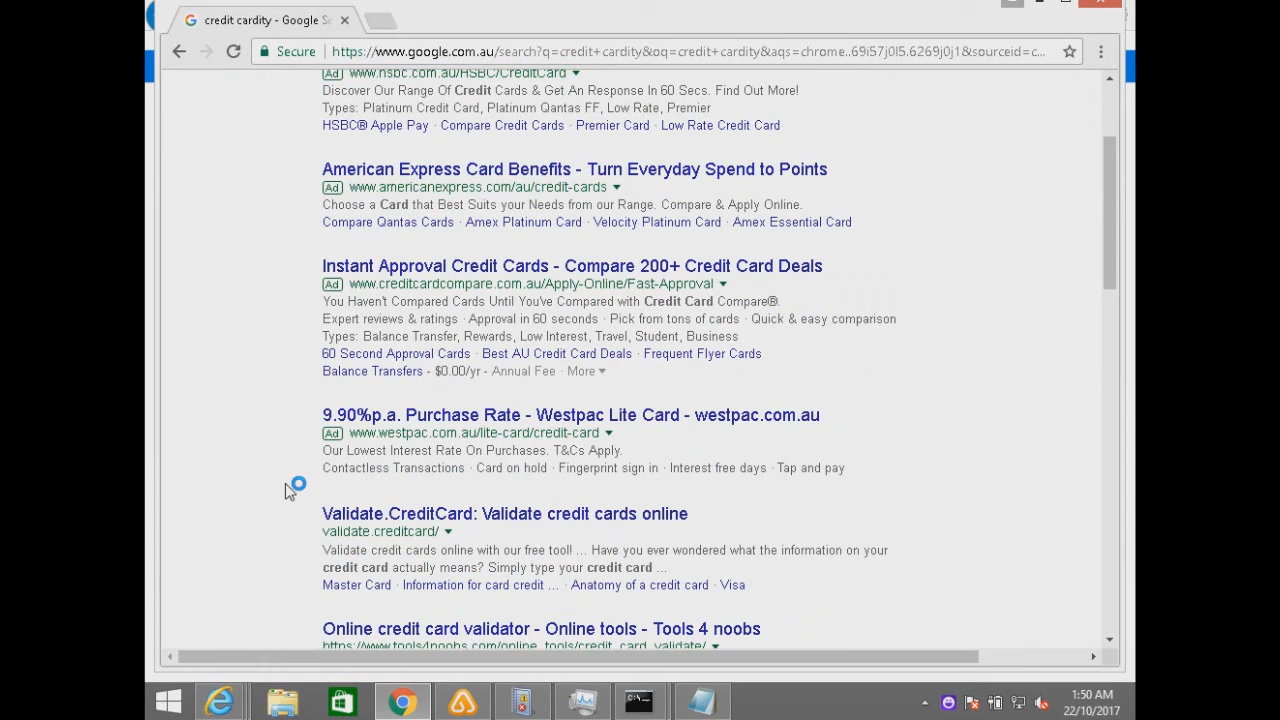 credit cardity - Google Se
Secure https://www.google.com.au/search?q=credit+cardity&oq=credit+cardity&aqs=chrome..69i57j0l5.6269j0j1&sourceid=c...
Ad www.hsbc.com.au/HSBC/CreditCard
Discover Our Range Of Credit Cards & Get An Response In 60 Secs. Find Out More!
Types: Platinum Credit Card, Platinum Qantas FF, Low Rate, Premier
HSBC® Apple Pay · Compare Credit Cards · Premier Card · Low Rate Credit Card
American Express Card Benefits - Turn Everyday Spend to Points
Ad www.americanexpress.com/au/credit-cards
Choose a Card that Best Suits your Needs from our Range. Compare & Apply Online.
Compare Qantas Cards · Amex Platinum Card · Velocity Platinum Card · Amex Essential Card
Instant Approval Credit Cards - Compare 200+ Credit Card Deals
Ad www.creditcardcompare.com.au/Apply-Online/Fast-Approval
You Haven't Compared Cards Until You've Compared with Credit Card Compare®.
Expert reviews & ratings · Approval in 60 seconds · Pick from tons of cards · Quick & easy comparison
Types: Balance Transfer, Rewards, Low Interest, Travel, Student, Business
60 Second Approval Cards · Best AU Credit Card Deals · Frequent Flyer Cards
Balance Transfers - $0.00/yr - Annual Fee · More
9.90%p.a. Purchase Rate - Westpac Lite Card - westpac.com.au
Ad www.westpac.com.au/lite-card/credit-card
Our Lowest Interest Rate On Purchases. T&Cs Apply.
Contactless Transactions · Card on hold · Fingerprint sign in · Interest free days · Tap and pay
Validate.CreditCard: Validate credit cards online
validate.creditcard/
Validate credit cards online with our free tool! ... Have you ever wondered what the information on your
credit card actually means? Simply type your credit card ...
Master Card · Information for card credit ... · Anatomy of a credit card · Visa
Online credit card validator - Online tools - Tools 4 noobs
https://www.tools4noobs.com/online_tools/credit_card_validate/
1:50 AM
22/10/2017